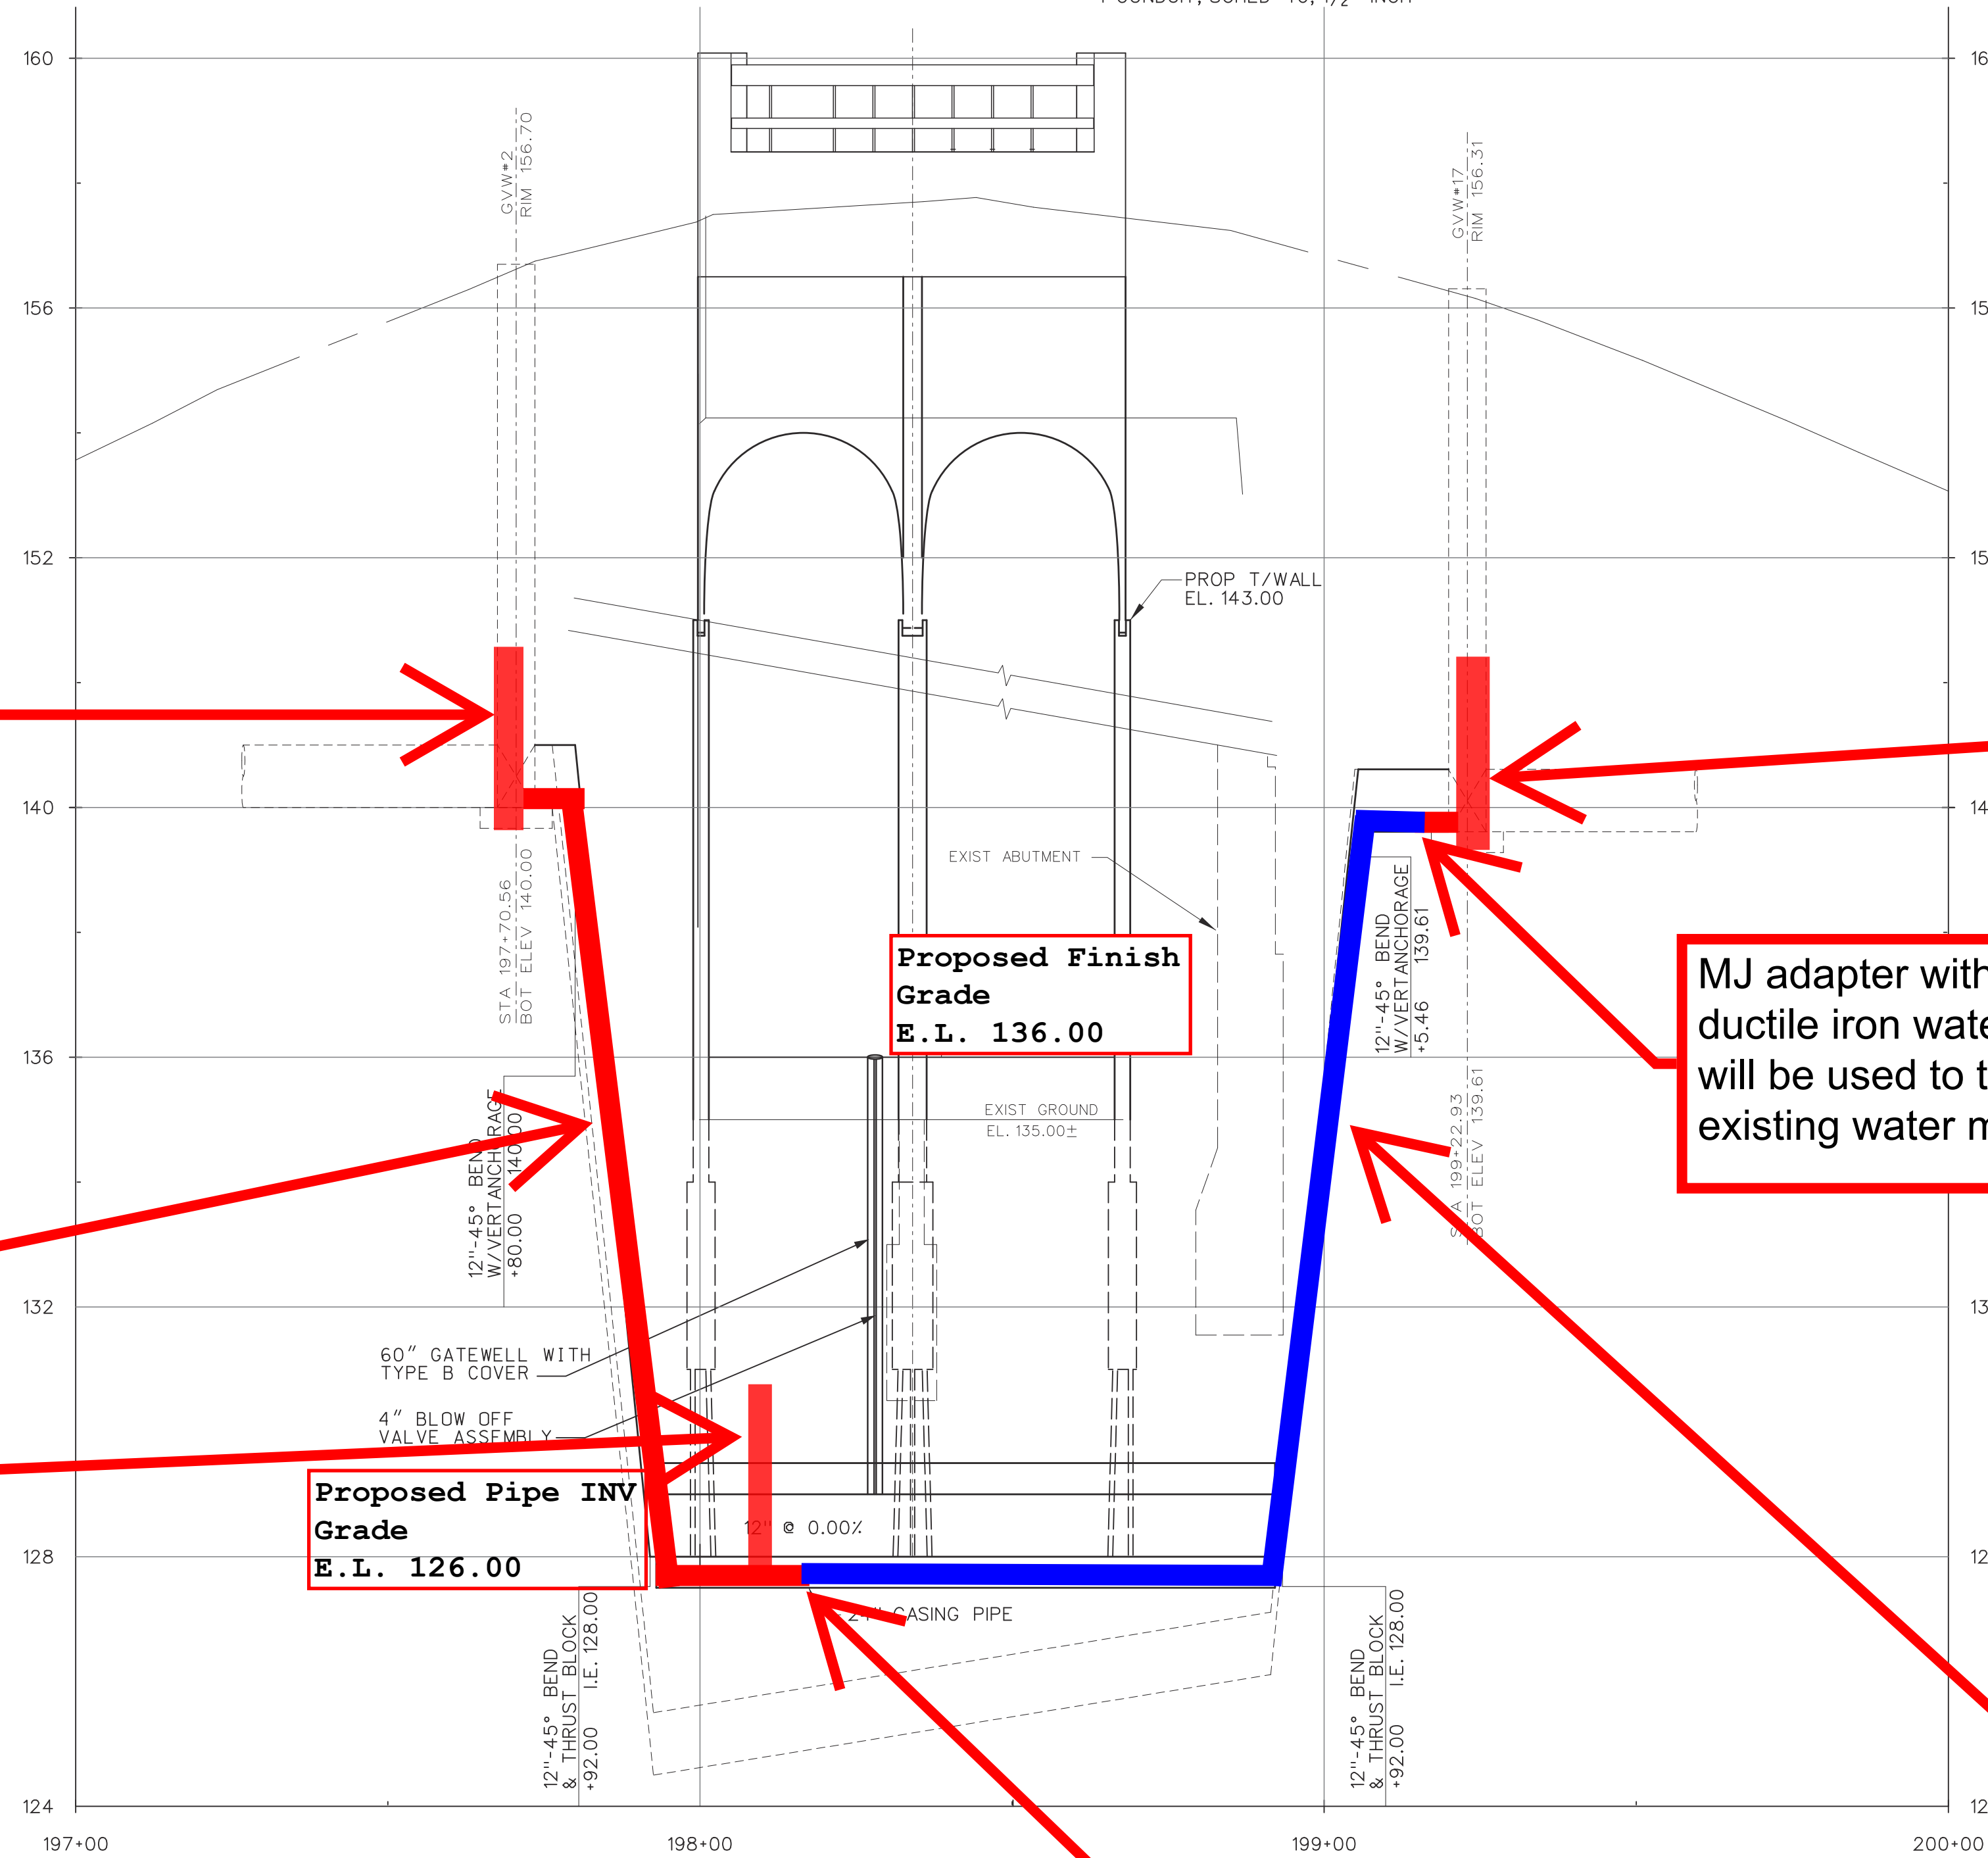 160
GVW#2
RIM 156.70
GVW#17
RIM 156.31
156
152
PROP T/WALL
EL. 143.00
140
EXIST ABUTMENT
STA 197+70.56
BOT ELEV 140.00
12"-45° BEND
W/VERT ANCHORAGE
+5.46 139.61
Proposed Finish
Grade
E.L. 136.00
MJ adapter with
ductile iron wate
will be used to t
existing water m
136
EXIST GROUND
EL. 135.00±
12"-45° BEND
W/VERT ANCHORAGE
+80.00 140.00
STA 199+22.93
BOT ELEV 139.61
132
60" GATEWELL WITH
TYPE B COVER
4" BLOW OFF
VALVE ASSEMBLY
Proposed Pipe INV
Grade
E.L. 126.00
12" @ 0.00%
128
24" CASING PIPE
12"-45° BEND
& THRUST BLOCK
+92.00 I.E. 128.00
12"-45° BEND
& THRUST BLOCK
+92.00 I.E. 128.00
124
197+00
198+00
199+00
200+00